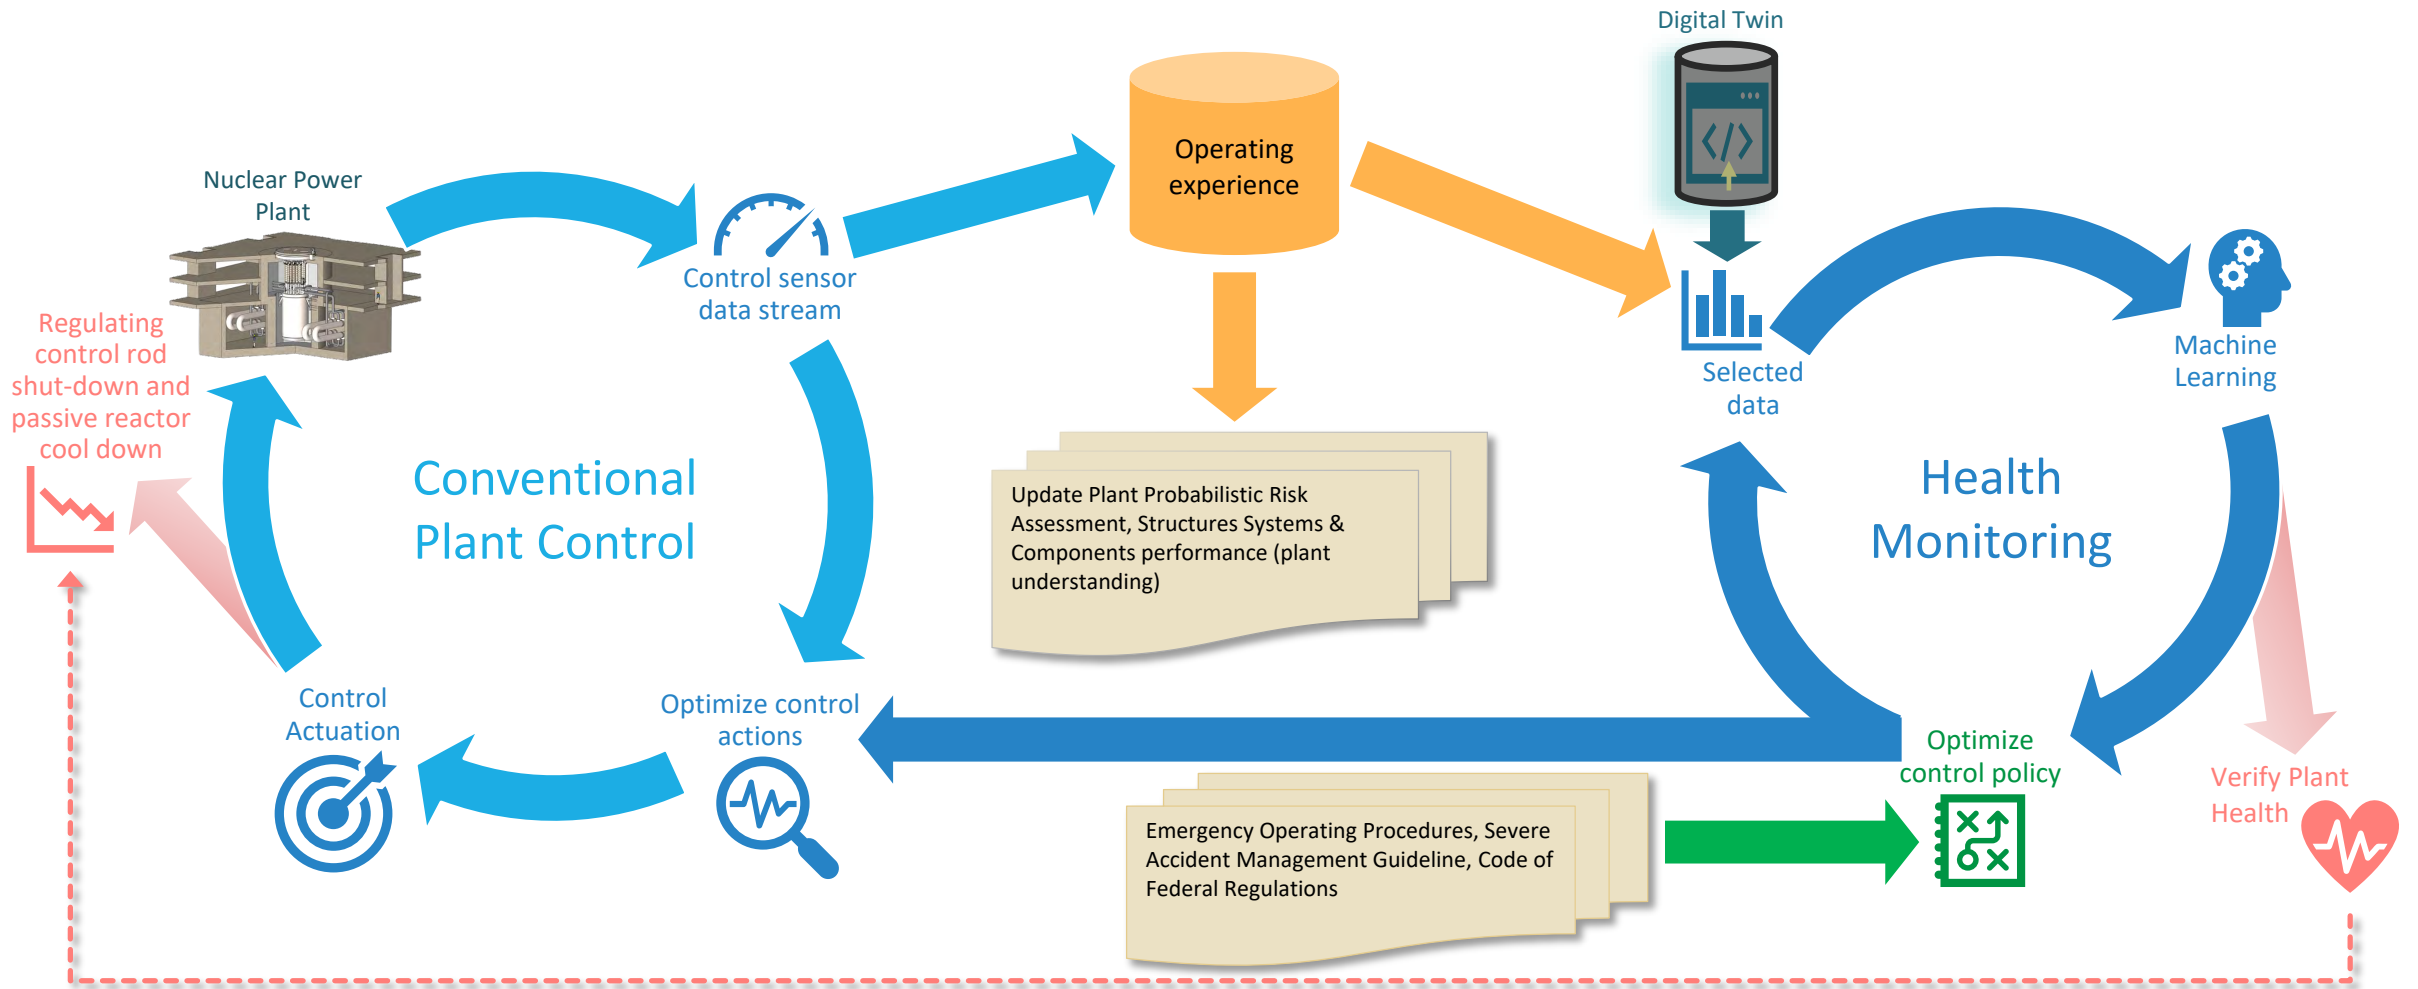 Digital Twin
Nuclear Power
Plant
Operating
experience
Control sensor
data stream
Regulating
control rod
shut-down and
passive reactor
cool down
Selected
data
Machine
Learning
Conventional
Plant Control
Health
Monitoring
Update Plant Probabilistic Risk
Assessment, Structures Systems &
Components performance (plant
understanding)
Control
Actuation
Optimize control
actions
Optimize
control policy
Verify Plant
Health
Emergency Operating Procedures, Severe
Accident Management Guideline, Code of
Federal Regulations